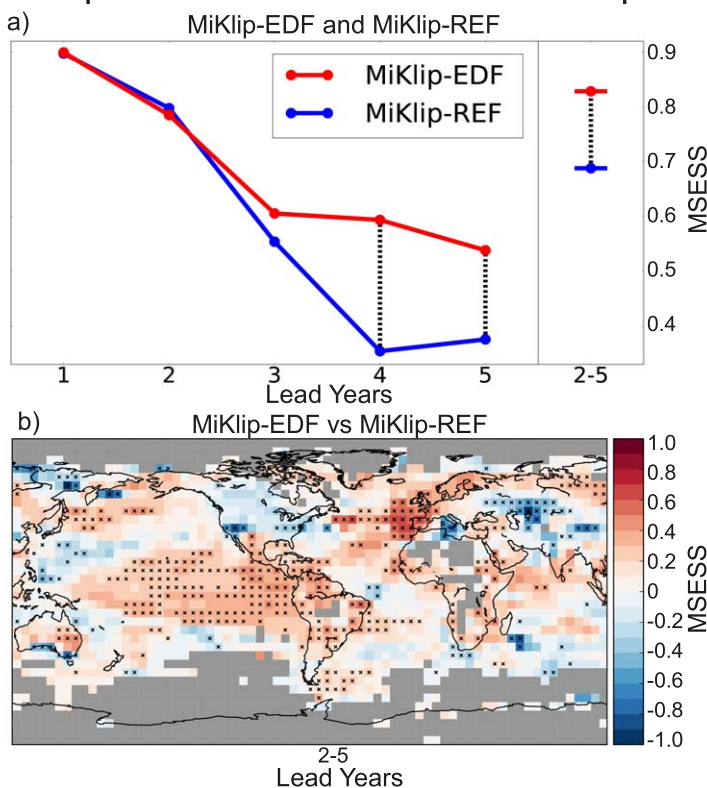 a)
MiKlip-EDF and MiKlip-REF
MiKlip-EDF
MiKlip-REF
0.9
0.8
0.7
0.6
0.5
0.4
MSESS
1 2 3 4 5 2-5
Lead Years
b)
MiKlip-EDF vs MiKlip-REF
1.0
0.8
0.6
0.4
0.2
0
-0.2
-0.4
-0.6
-0.8
-1.0
MSESS
2-5
Lead Years